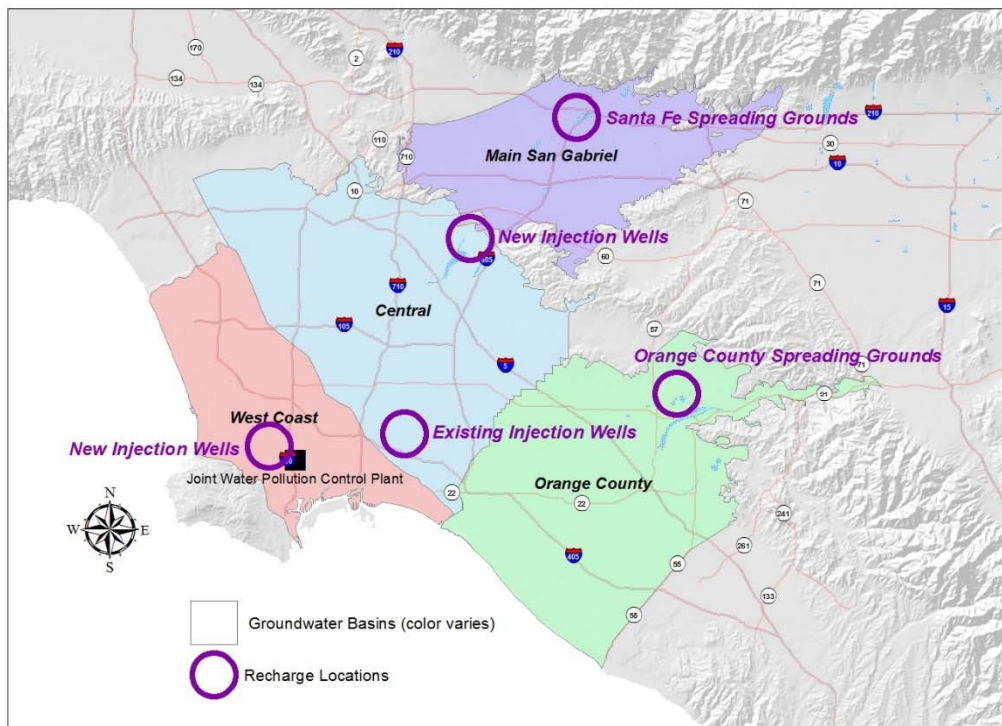 170
210
2
134
134
210
Santa Fe Spreading Grounds
110
710
Main San Gabriel
30
10
10
71
New Injection Wells
60
605
710
71
Central
15
105
57
Orange County Spreading Grounds
5
71
91
West Coast
New Injection Wells
Existing Injection Wells
Joint Water Pollution Control Plant
Orange County
22
22
241
N
W
E
S
405
55
261
133
55
Groundwater Basins (color varies)
Recharge Locations